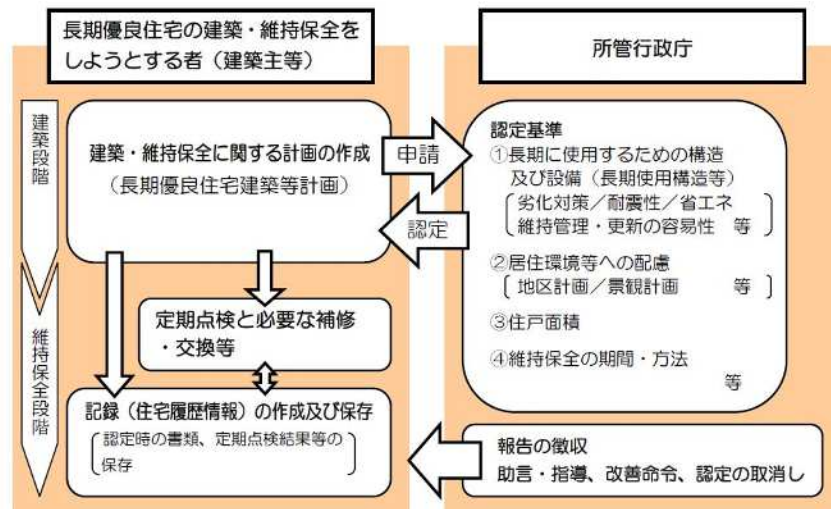 長期優良住宅の建築・維持保全を
しようとする者（建築主等）
所管行政庁
建築段階
維持保全段階
建築・維持保全に関する計画の作成
（長期優良住宅建築等計画）
申請
認定
定期点検と必要な補修
・交換等
記録（住宅履歴情報）の作成及び保存
認定時の書類、定期点検結果等の
保存
認定基準
①長期に使用するための構造
及び設備（長期使用構造等）
劣化対策／耐震性／省エネ
維持管理・更新の容易性　等
②居住環境等への配慮
地区計画／景観計画　等
③住戸面積
④維持保全の期間・方法
等
報告の徴収
助言・指導、改善命令、認定の取消し